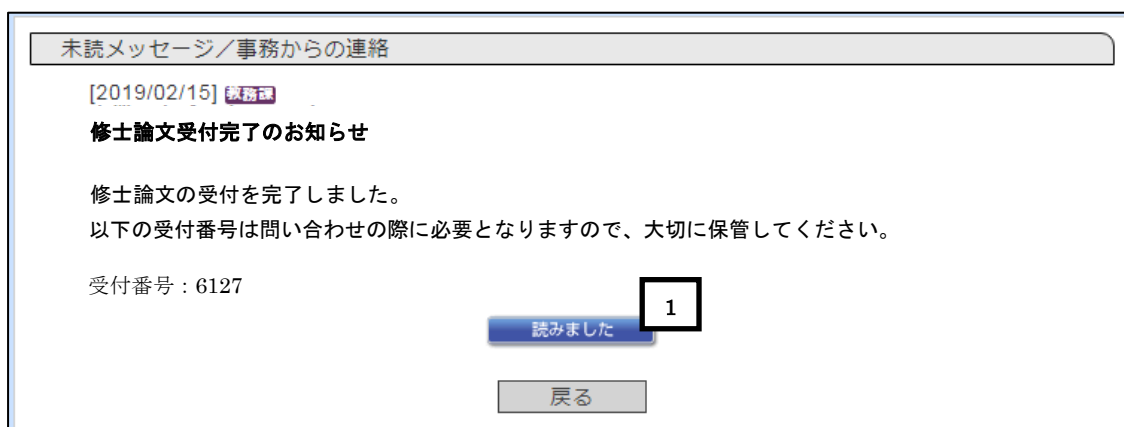 未読メッセージ／事務からの連絡
[2019/02/15] 教務課
修士論文受付完了のお知らせ
修士論文の受付を完了しました。
以下の受付番号は問い合わせの際に必要となりますので、大切に保管してください。
受付番号：6127
1
読みました
戻る